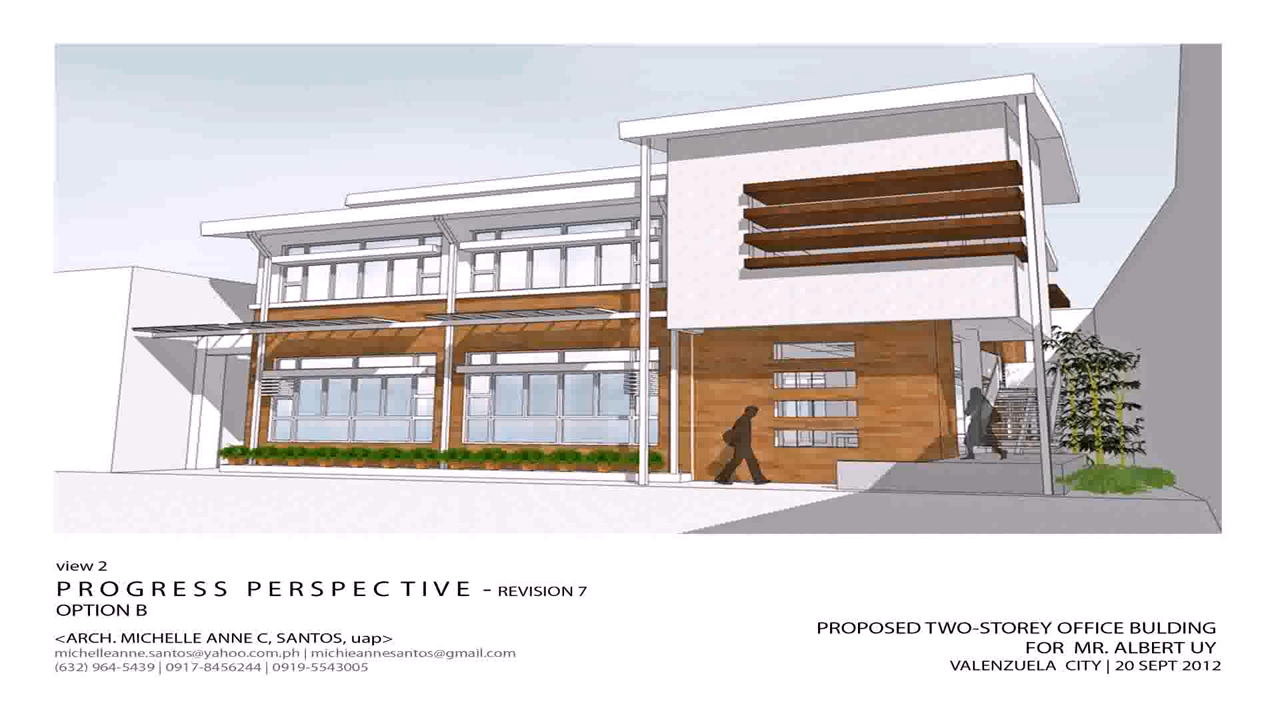 view 2
PROGRESS PERSPECTIVE - REVISION 7
OPTION B
<ARCH. MICHELLE ANNE C, SANTOS, uap>
michelleanne.santos@yahoo.com.ph | michieannesantos@gmail.com
(632) 964-5439 | 0917-8456244 | 0919-5543005
PROPOSED TWO-STOREY OFFICE BULDING
FOR MR. ALBERT UY
VALENZUELA CITY | 20 SEPT 2012